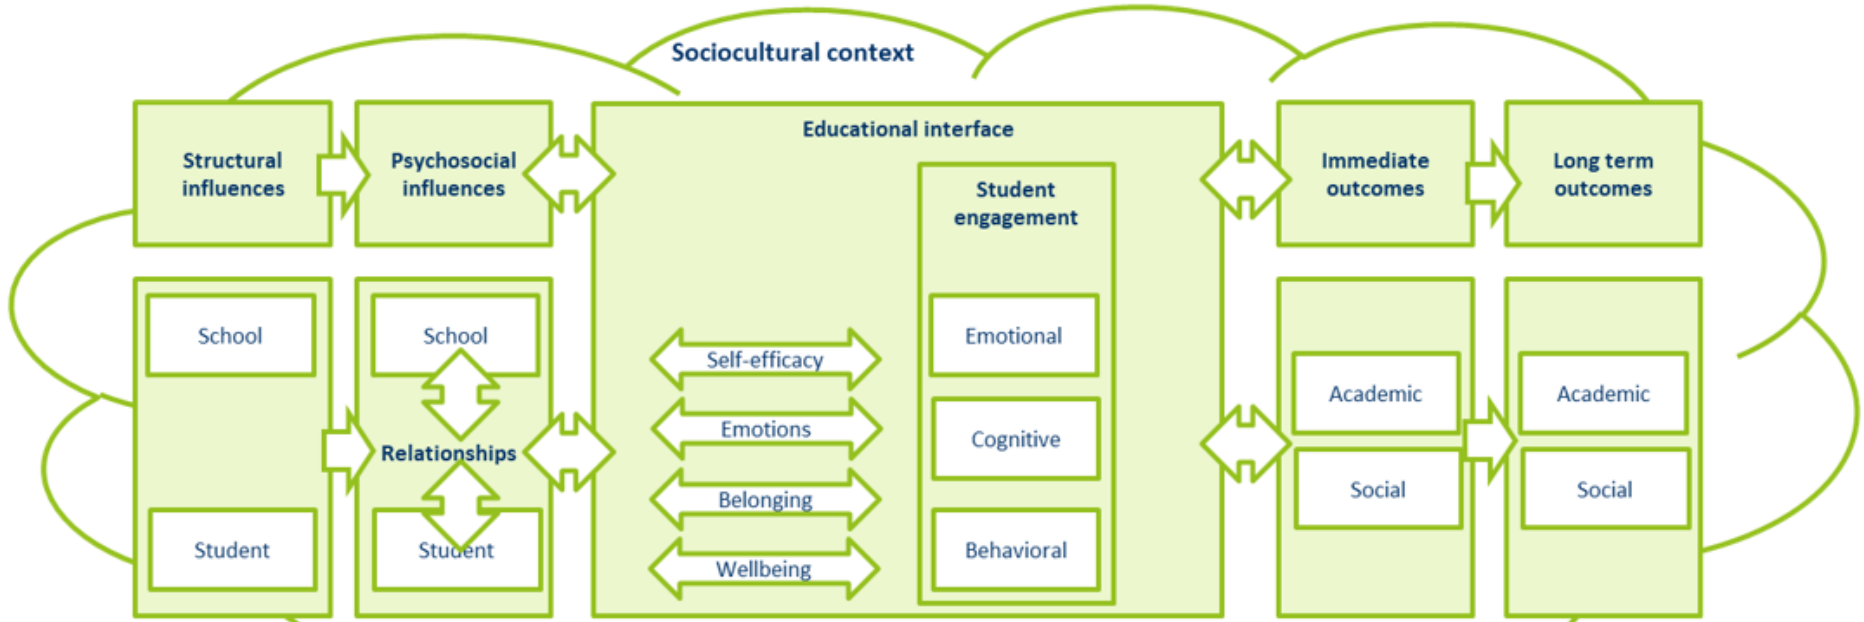 Sociocultural context
Structural
influences
Psychosocial
influences
Educational interface
Student
engagement
Immediate
outcomes
Long term
outcomes
School
Student
School
Relationships
Student
Self-efficacy
Emotions
Belonging
Wellbeing
Emotional
Cognitive
Behavioral
Academic
Social
Academic
Social